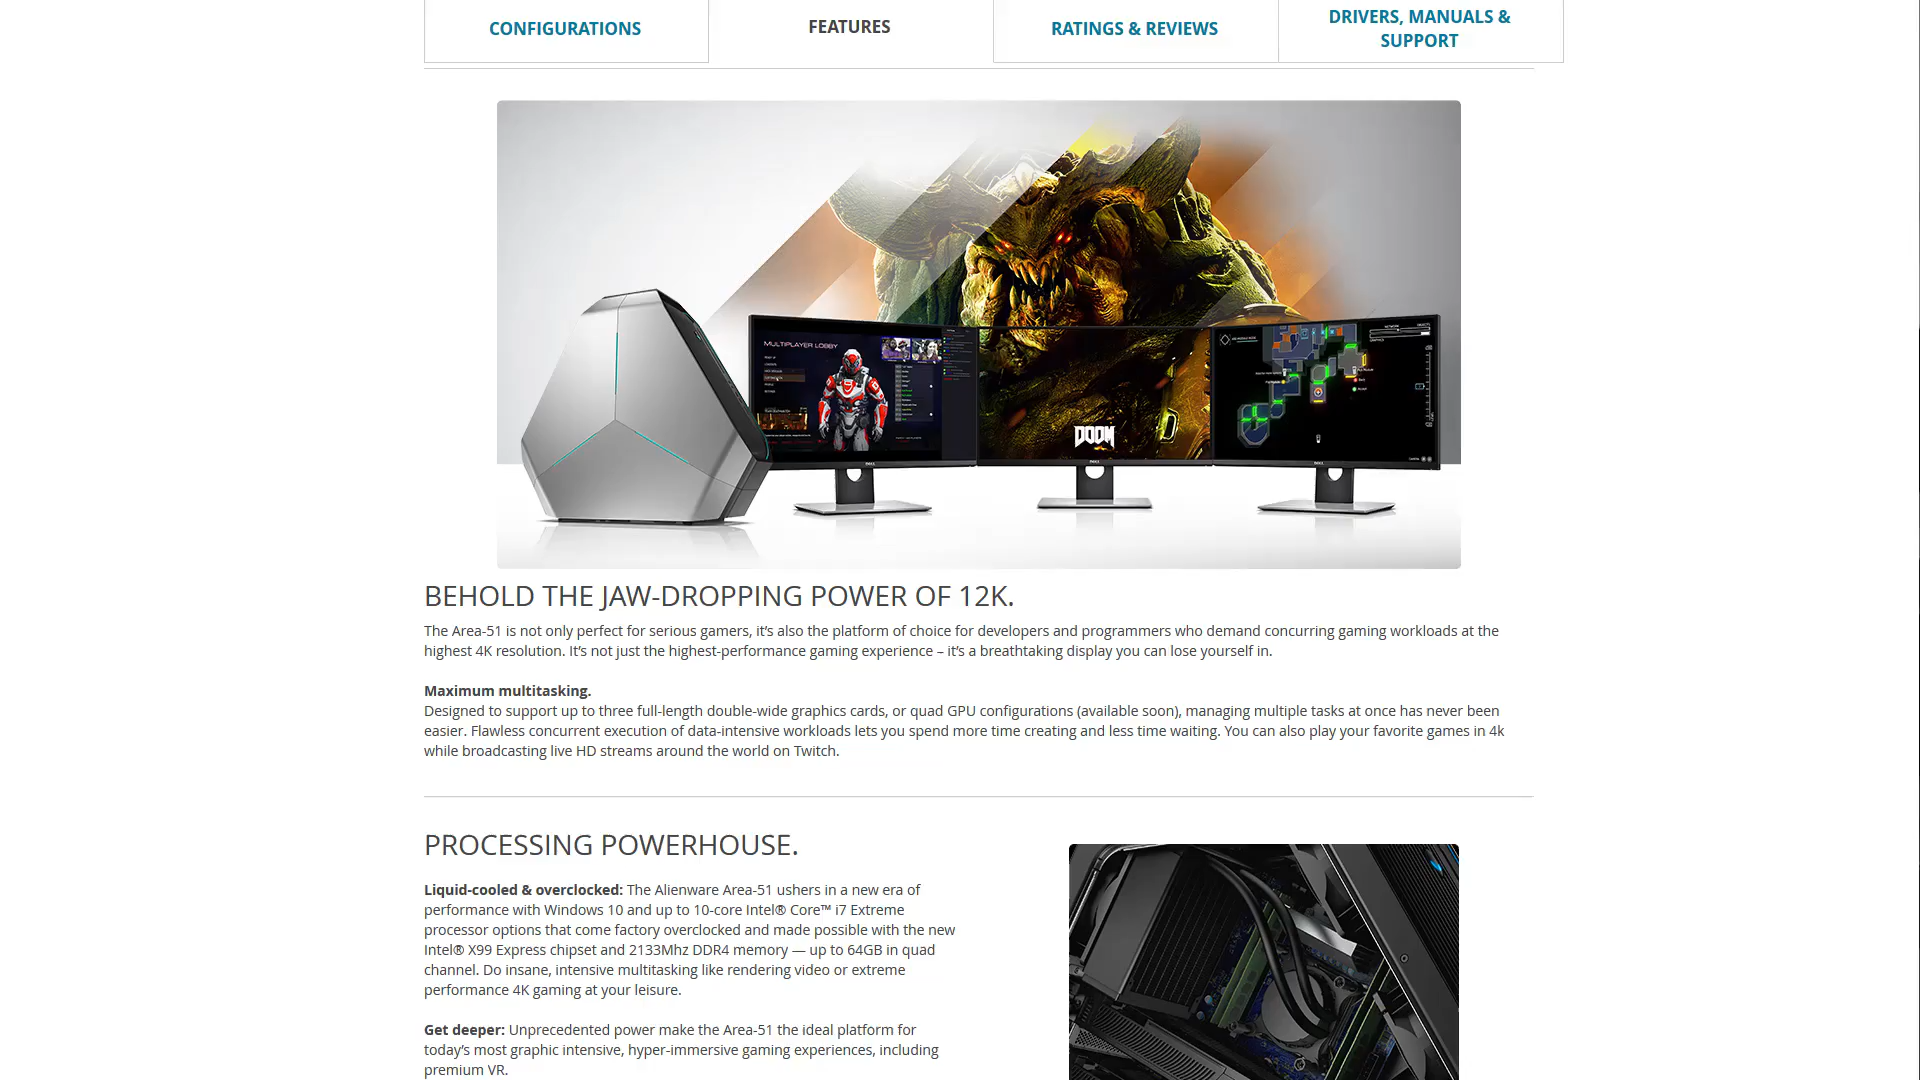 CONFIGURATIONS
FEATURES
RATINGS & REVIEWS
DRIVERS, MANUALS &
SUPPORT
MULTIPLAYER LOBBY
DOOM
BEHOLD THE JAW-DROPPING POWER OF 12K.
The Area-51 is not only perfect for serious gamers, it’s also the platform of choice for developers and programmers who demand concurring gaming workloads at the
highest 4K resolution. It’s not just the highest-performance gaming experience – it’s a breathtaking display you can lose yourself in.
Maximum multitasking.
Designed to support up to three full-length double-wide graphics cards, or quad GPU configurations (available soon), managing multiple tasks at once has never been
easier. Flawless concurrent execution of data-intensive workloads lets you spend more time creating and less time waiting. You can also play your favorite games in 4k
while broadcasting live HD streams around the world on Twitch.
PROCESSING POWERHOUSE.
Liquid-cooled & overclocked: The Alienware Area-51 ushers in a new era of
performance with Windows 10 and up to 10-core Intel® Core™ i7 Extreme
processor options that come factory overclocked and made possible with the new
Intel® X99 Express chipset and 2133Mhz DDR4 memory — up to 64GB in quad
channel. Do insane, intensive multitasking like rendering video or extreme
performance 4K gaming at your leisure.
Get deeper: Unprecedented power make the Area-51 the ideal platform for
today’s most graphic intensive, hyper-immersive gaming experiences, including
premium VR.